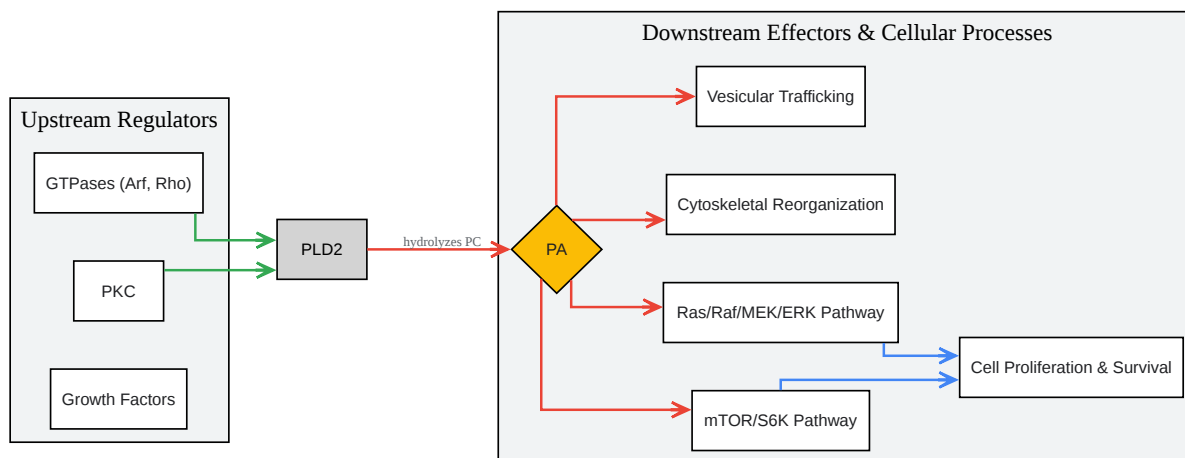 Downstream Effectors & Cellular Processes
Vesicular Trafficking
Upstream Regulators
GTPases (Arf, Rho)
Cytoskeletal Reorganization
PLD2
hydrolyzes PC
PA
PKC
Ras/Raf/MEK/ERK Pathway
Cell Proliferation & Survival
Growth Factors
mTOR/S6K Pathway